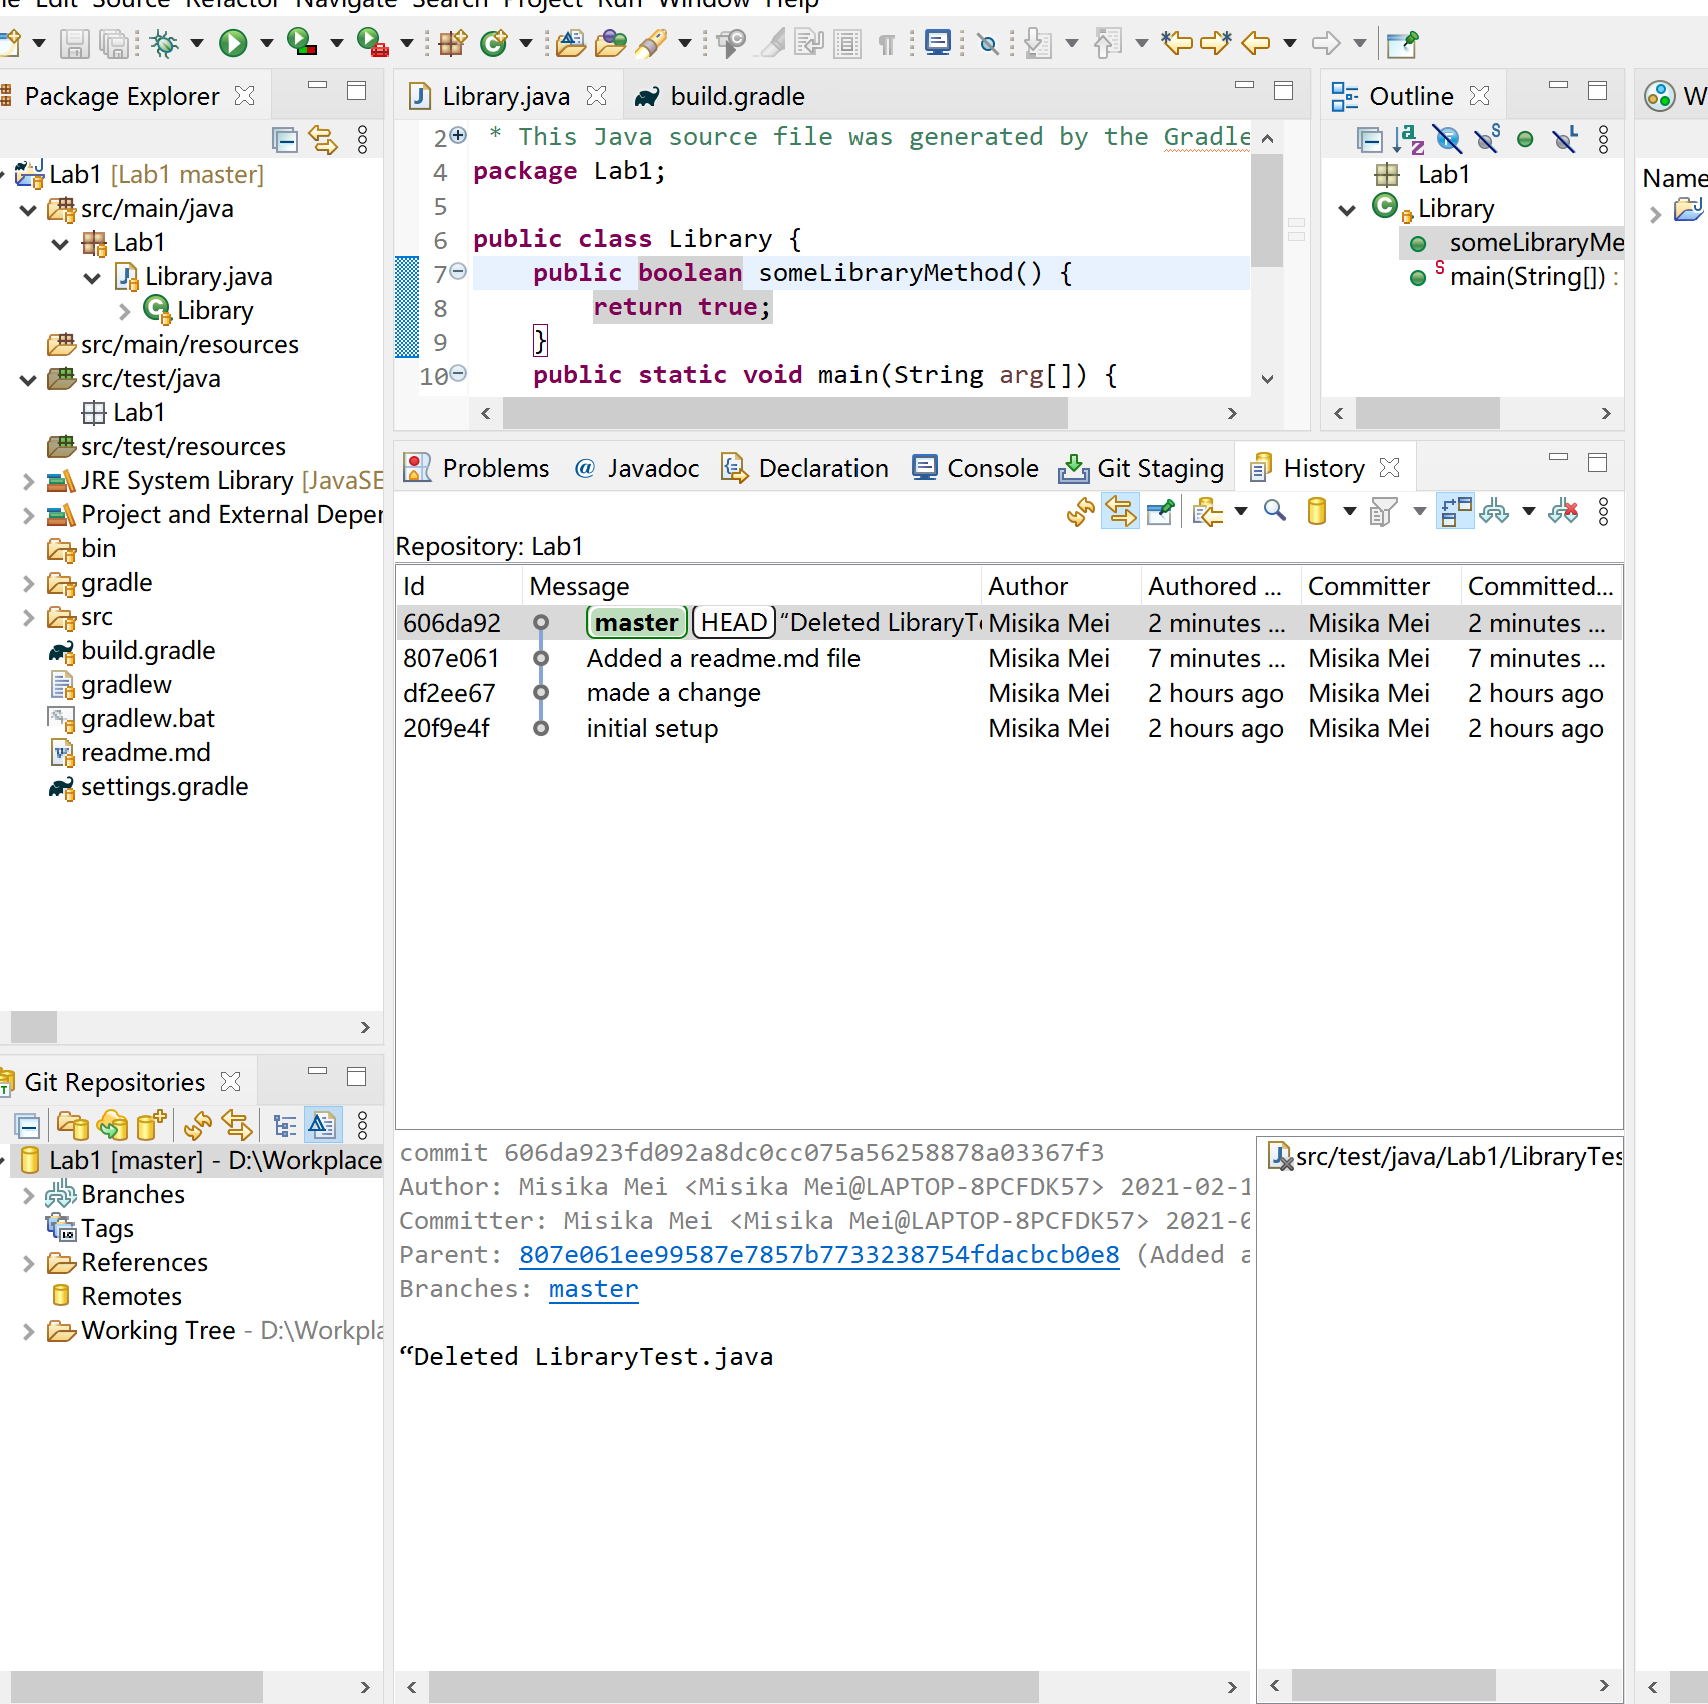 Edit Source Refactor Navigate Search Project Run Window Help
Package Explorer
Lab1 [Lab1 master]
src/main/java
Lab1
Library.java
Library
src/main/resources
src/test/java
Lab1
src/test/resources
JRE System Library [JavaSE
Project and External Deper
bin
gradle
src
build.gradle
gradlew
gradlew.bat
readme.md
settings.gradle
Git Repositories
Lab1 [master] - D:\Workplace
Branches
Tags
References
Remotes
Working Tree - D:\Workpla
Library.java
build.gradle
2 * This Java source file was generated by the Gradle
4 package Lab1;
5
6 public class Library {
7 public boolean someLibraryMethod() {
8 return true;
9 }
10 public static void main(String arg[]) {
Outline
Lab1
Library
someLibraryMe
main(String[]) :
W
Name
Problems
Javadoc
Declaration
Console
Git Staging
History
Repository: Lab1
Id Message Author Authored ... Committer Committed...
606da92 master HEAD “Deleted LibraryT Misika Mei 2 minutes ... Misika Mei 2 minutes ...
807e061 Added a readme.md file Misika Mei 7 minutes ... Misika Mei 7 minutes ...
df2ee67 made a change Misika Mei 2 hours ago Misika Mei 2 hours ago
20f9e4f initial setup Misika Mei 2 hours ago Misika Mei 2 hours ago
commit 606da923fd092a8dc0cc075a56258878a03367f3
Author: Misika Mei <Misika Mei@LAPTOP-8PCFDK57> 2021-02-1
Committer: Misika Mei <Misika Mei@LAPTOP-8PCFDK57> 2021-0
Parent: 807e061ee99587e7857b7733238754fdacbcb0e8 (Added a
Branches: master
“Deleted LibraryTest.java
src/test/java/Lab1/LibraryTes